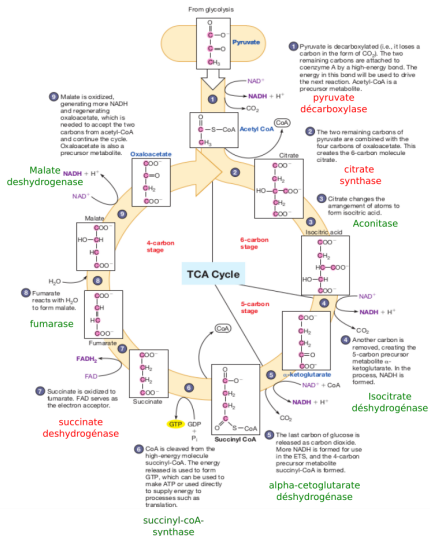 From glycolysis
Pyruvate
1 Pyruvate is decarboxylated (i.e., it loses a
carbon in the form of CO₂). The two
remaining carbons are attached to
coenzyme A by a high-energy bond. The
energy in this bond will be used to drive
the next reaction. Acetyl-CoA is a
precursor metabolite.
pyruvate
décarboxylase
NAD⁺
NADH + H⁺
CO₂
1
S—CoA
Acetyl CoA
CoA
2 The two remaining carbons of
pyruvate are combined with the
four carbons of oxaloacetate. This
creates the 6-carbon molecule
citrate.
citrate
synthase
9 Malate is oxidized,
generating more NADH
and regenerating
oxaloacetate, which is
needed to accept the two
carbons from acetyl-CoA
and continue the cycle.
Oxaloacetate is also a
precursor metabolite.
Oxaloacetate
2
Citrate
3 Citrate changes the
arrangement of atoms to
form isocitric acid.
Aconitase
3
Isocitric acid
Malate
deshydrogenase
NADH + H⁺
NAD⁺
9
Malate
4-carbon
stage
6-carbon
stage
TCA Cycle
5-carbon
stage
H₂O
8
8 Fumarate
reacts with H₂O
to form malate.
fumarase
Fumarate
4
NAD⁺
NADH + H⁺
CO₂
4 Another carbon is
removed, creating the
5-carbon precursor
metabolite α-
ketoglutarate. In the
process, NADH is
formed.
Isocitrate
déshydrogénase
α-ketoglutarate
5
NAD⁺ + CoA
NADH + H⁺
CO₂
7
FADH₂
FAD
7 Succinate is oxidized to
fumarate. FAD serves as
the electron acceptor.
succinate
deshydrogénase
Succinate
CoA
6
GTP
GDP
+
Pᵢ
S—CoA
Succinyl CoA
5 The last carbon of glucose is
released as carbon dioxide.
More NADH is formed for use
in the ETS, and the 4-carbon
precursor metabolite
succinyl-CoA is formed.
alpha-cetoglutarate
déshydrogénase
6 CoA is cleaved from the
high-energy molecule
succinyl-CoA. The energy
released is used to form
GTP, which can be used to
make ATP or used directly
to supply energy to
processes such as
translation.
succinyl-coA-
synthase